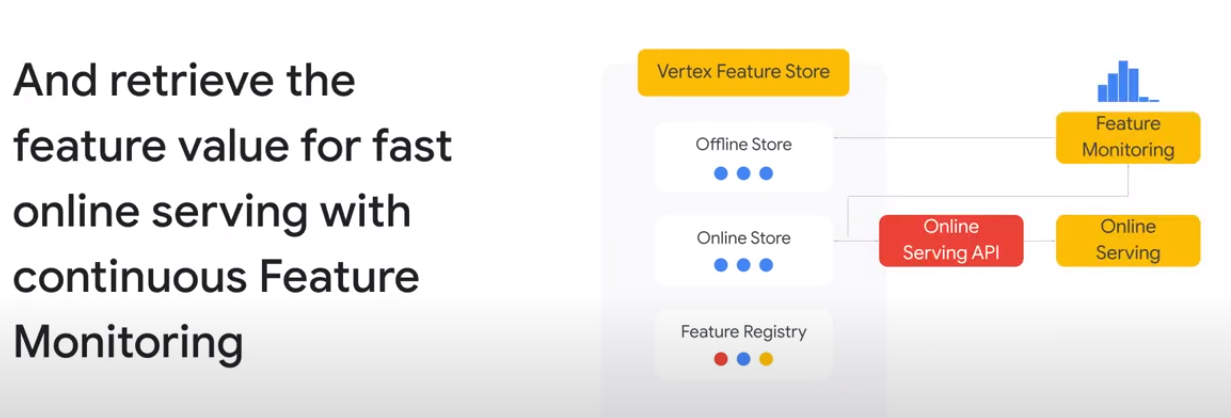 And retrieve the
feature value for fast
online serving with
continuous Feature
Monitoring
Vertex Feature Store
Offline Store
Online Store
Feature Registry
Feature
Monitoring
Online
Serving API
Online
Serving